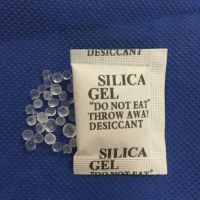 DESICCANT
SILICA
GEL
"DO NOT EAT"
THROW AWAY
DESICCANT
SILICA
GEL
"DO NOT EAT"